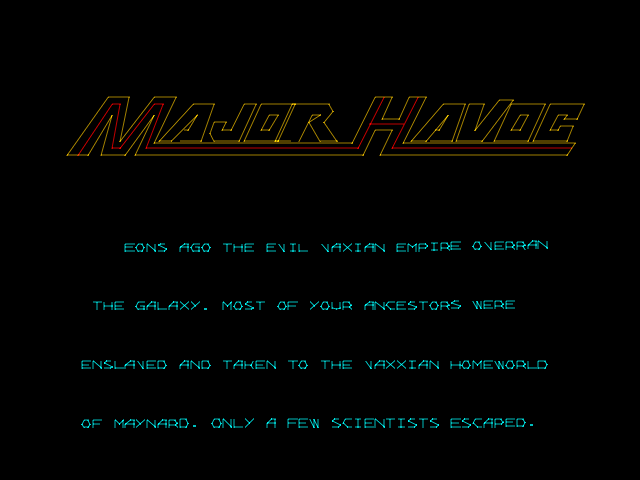 MAJOR HAVOC
EONS AGO THE EVIL VAXIAN EMPIRE OVERRAN
THE GALAXY. MOST OF YOUR ANCESTORS WERE
ENSLAVED AND TAKEN TO THE VAXXIAN HOMEWORLD
OF MAYNARD. ONLY A FEW SCIENTISTS ESCAPED.